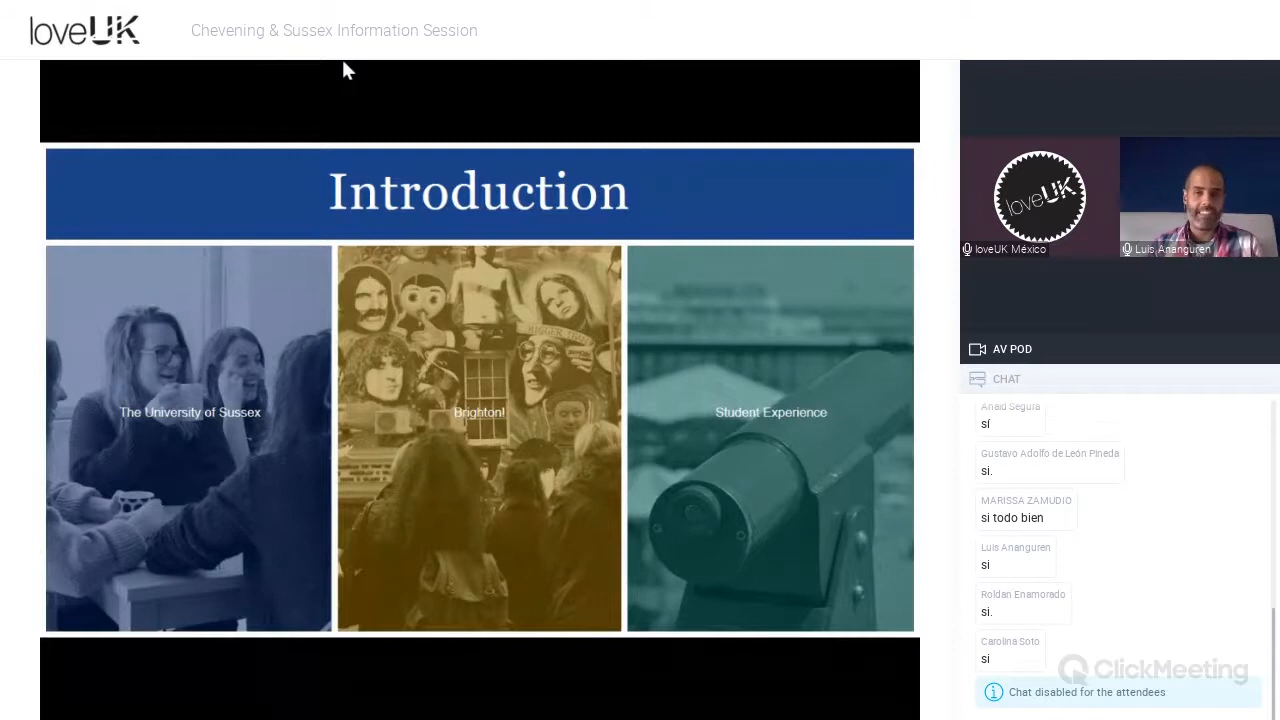 loveUK
Chevening & Sussex Information Session
Introduction
The University of Sussex
BIGGER
Brighton!
Student Experience
loveUK
loveUK México
Luis Ananguren
AV POD
CHAT
Anaid Segura
sí
Gustavo Adolfo de León Pineda
si.
MARISSA ZAMUDIO
si todo bien
Luis Ananguren
si
Roldan Enamorado
si.
Carolina Soto
si
ClickMeeting
Chat disabled for the attendees